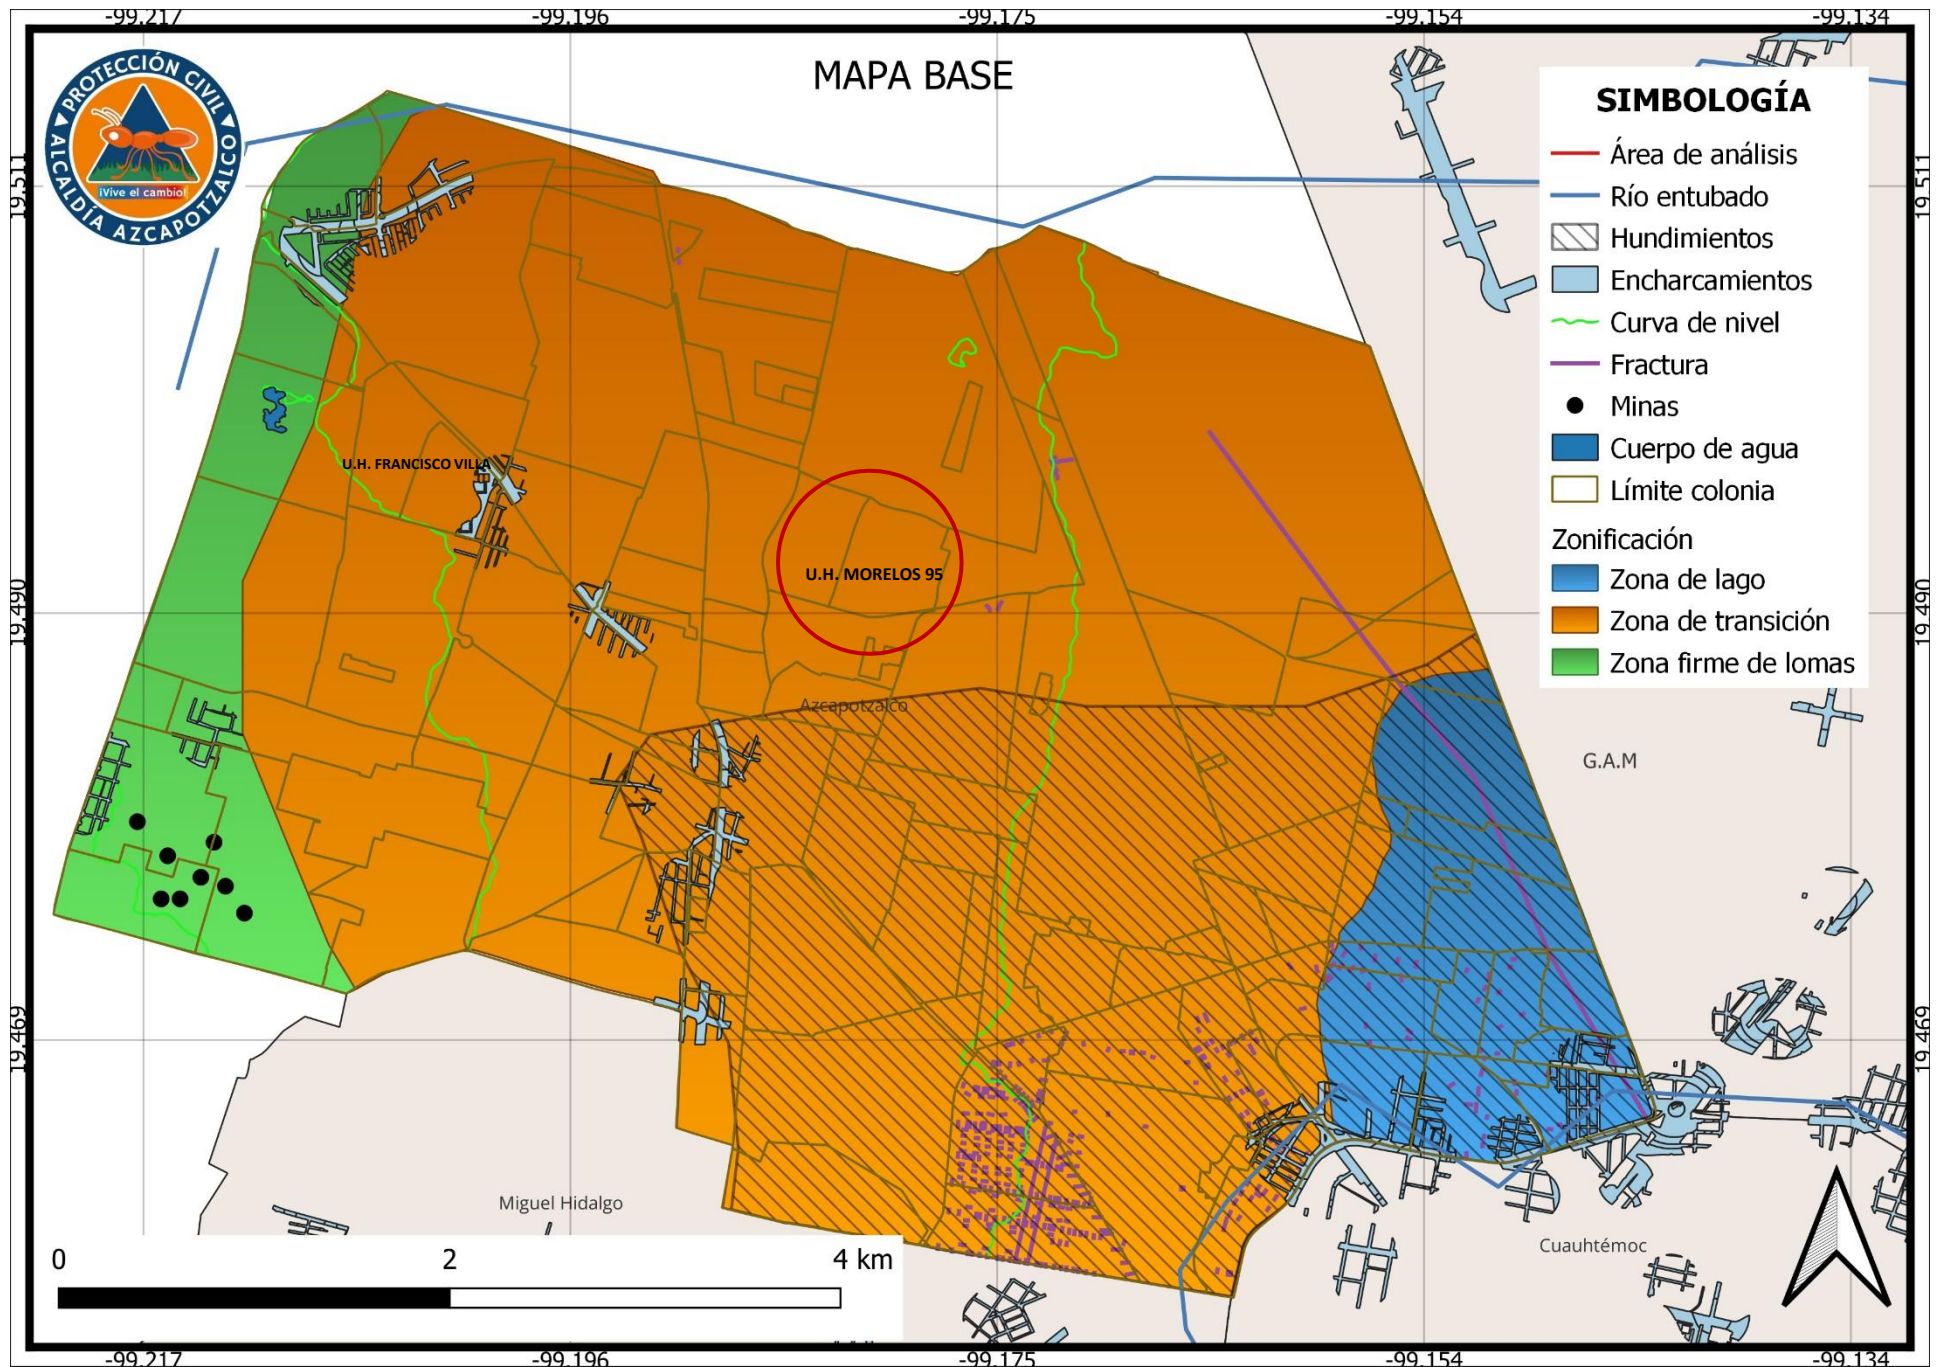 -99.217
-99.196
-99.175
-99.154
-99.134
PROTECCIÓN CIVIL
¡Vive el cambio!
ALCALDÍA AZCAPOTZALCO
MAPA BASE
SIMBOLOGÍA
Área de análisis
Río entubado
Hundimientos
Encharcamientos
Curva de nivel
Fractura
Minas
Cuerpo de agua
Límite colonia
Zonificación
Zona de lago
Zona de transición
Zona firme de lomas
19.511
19.511
U.H. FRANCISCO VILLA
U.H. MORELOS 95
19.490
19.490
Azcapotzalco
G.A.M
19.469
19.469
Miguel Hidalgo
Cuauhtémoc
0
2
4 km
-99.217
-99.196
-99.175
-99.154
-99.134